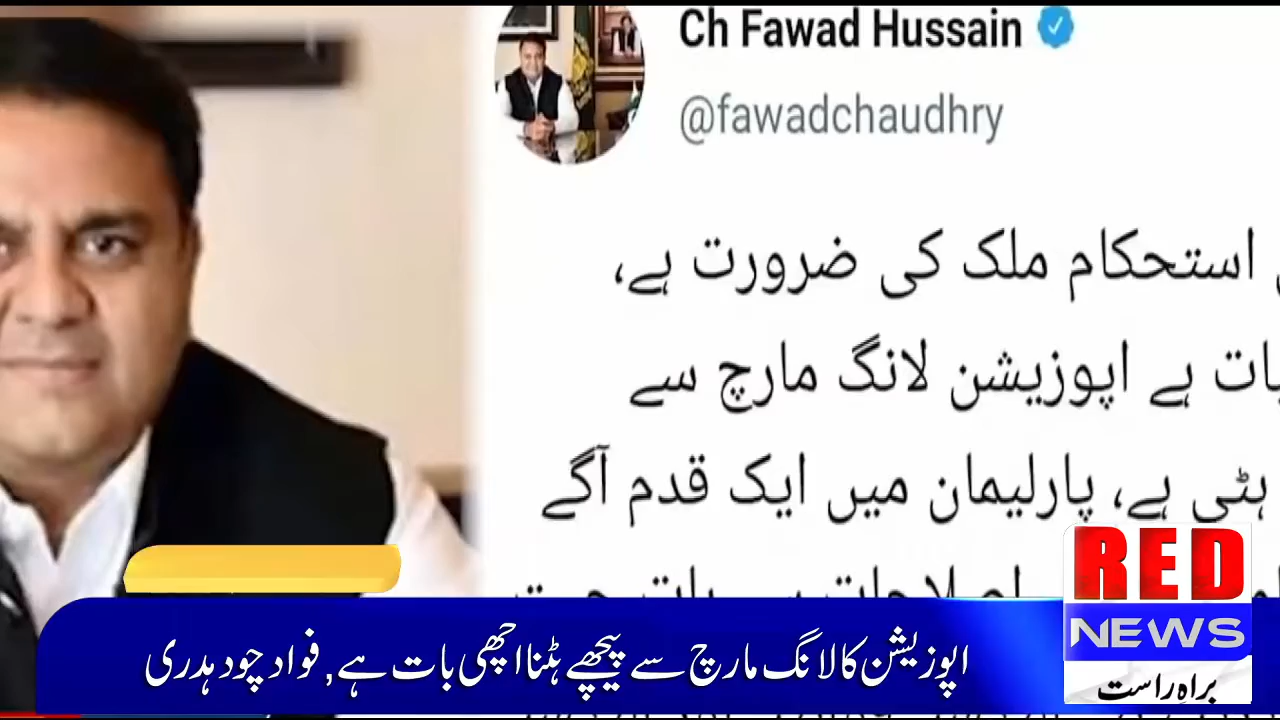 Ch Fawad Hussain
@fawadchaudhry
استحکام ملک کی ضرورت ہے،
بات ہے اپوزیشن لانگ مارچ سے
ہٹی ہے، پارلیمان میں ایک قدم آگے
اپوزیشن کا لانگ مارچ سے پیچھے ہٹنا اچھی بات ہے, فواد چودہدری
RED
NEWS
براہِ راست